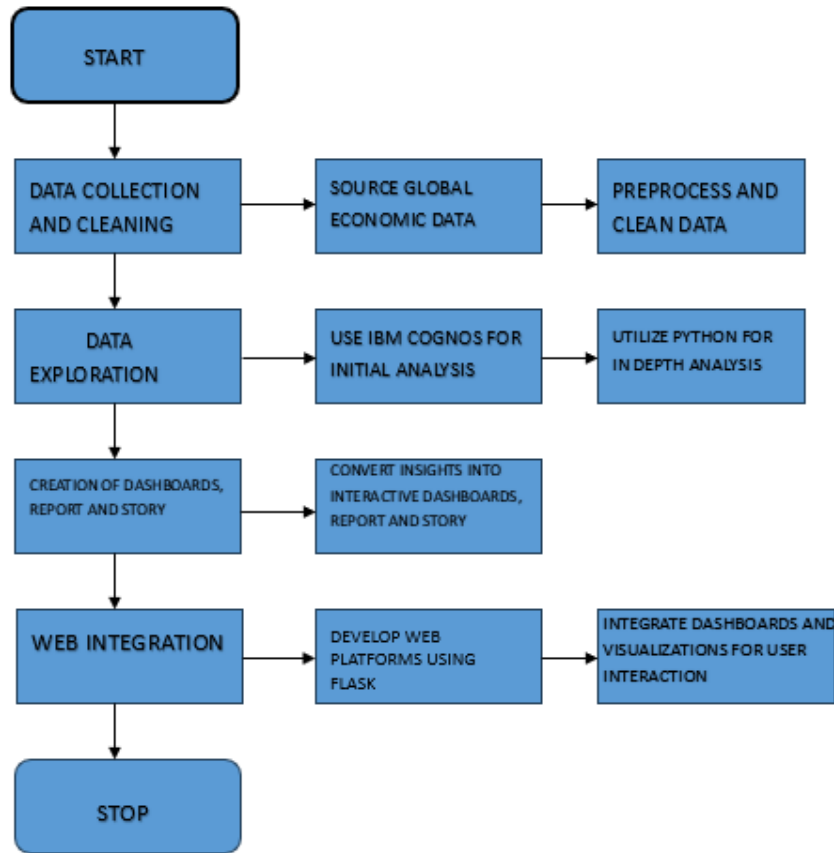 START
DATA COLLECTION
AND CLEANING
SOURCE GLOBAL
ECONOMIC DATA
PREPROCESS AND
CLEAN DATA
DATA
EXPLORATION
USE IBM COGNOS FOR
INITIAL ANALYSIS
UTILIZE PYTHON FOR
IN DEPTH ANALYSIS
CREATION OF DASHBOARDS,
REPORT AND STORY
CONVERT INSIGHTS INTO
INTERACTIVE DASHBOARDS,
REPORT AND STORY
WEB INTEGRATION
DEVELOP WEB
PLATFORMS USING
FLASK
INTEGRATE DASHBOARDS AND
VISUALIZATIONS FOR USER
INTERACTION
STOP